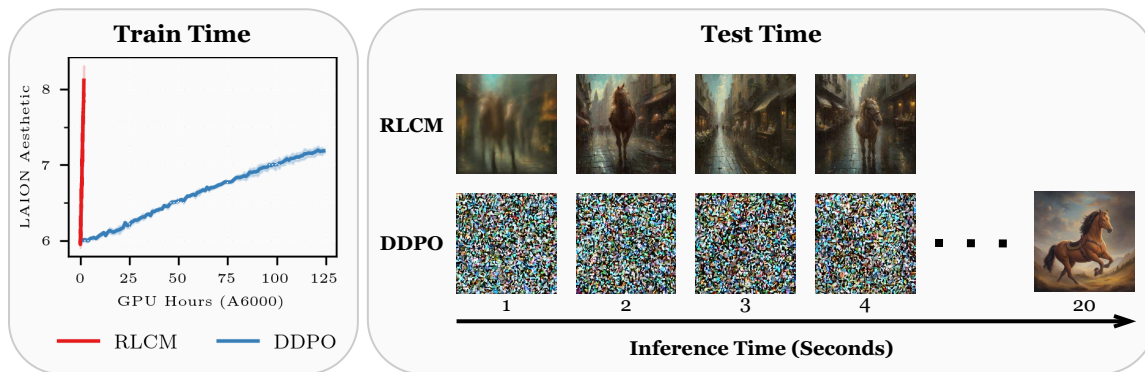 Train Time
LAION Aesthetic
8
7
6
0 25 50 75 100 125
GPU Hours (A6000)
RLCM DDPO
Test Time
RLCM
DDPO
1 2 3 4 20
Inference Time (Seconds)